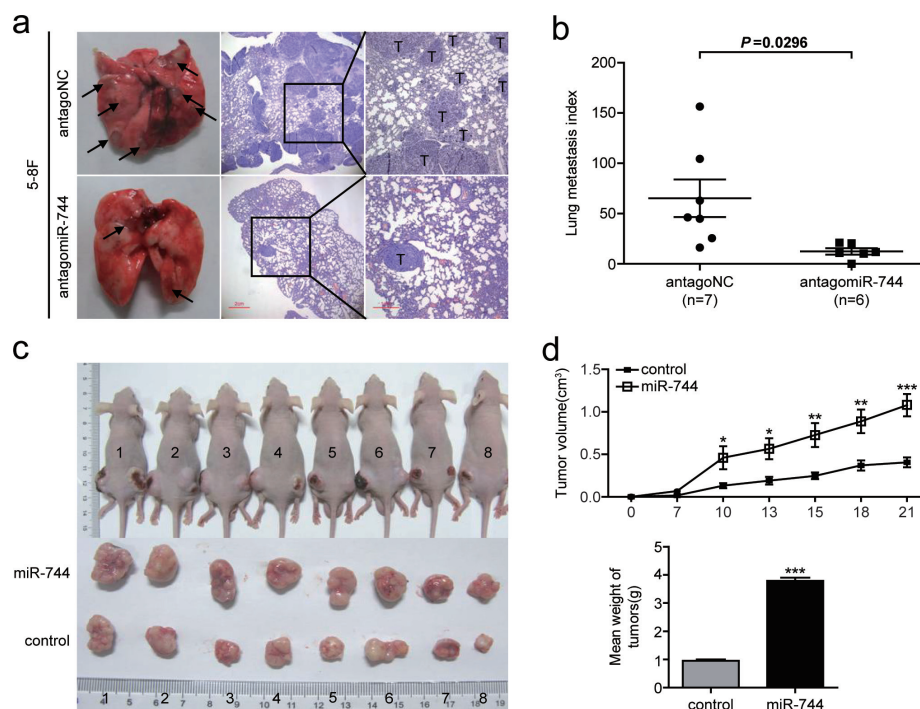 a
5-8F
antagoNC
antagomiR-744
T
T
T
T
T
T
T
T
T
T
b
P=0.0296
Lung metastasis index
200
150
100
50
0
antagoNC
(n=7)
antagomiR-744
(n=6)
c
1 2 3 4 5 6 7 8
miR-744
control
1 2 3 4 5 6 7 8
d
control
miR-744
Tumor volume(cm³)
1.5
1.0
0.5
0.0
* * ** ** ***
0 7 10 13 15 18 21
Mean weight of
tumors(g)
5
4
3
2
1
0
***
control miR-744